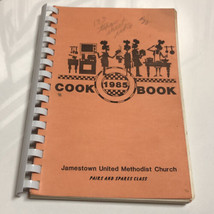 1985
COOK BOOK
Jamestown United Methodist Church
PAIRS AND SPARES CLASS